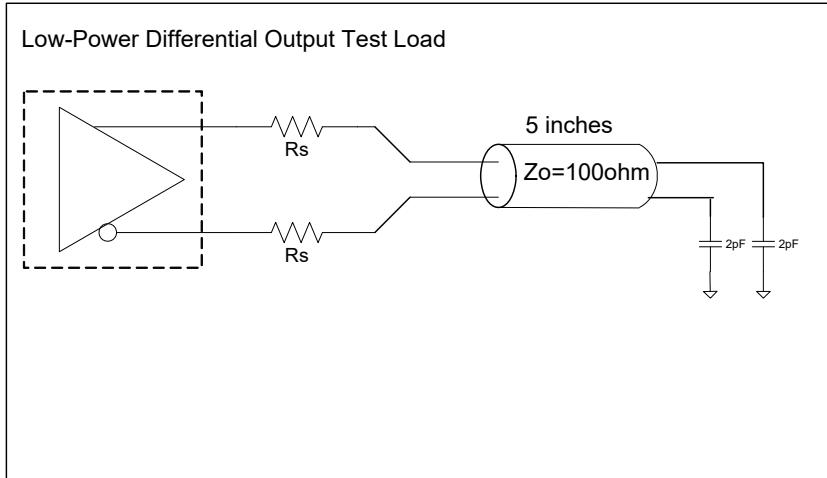 Low-Power Differential Output Test Load
Rs
Rs
5 inches
Zo=100ohm
2pF
2pF